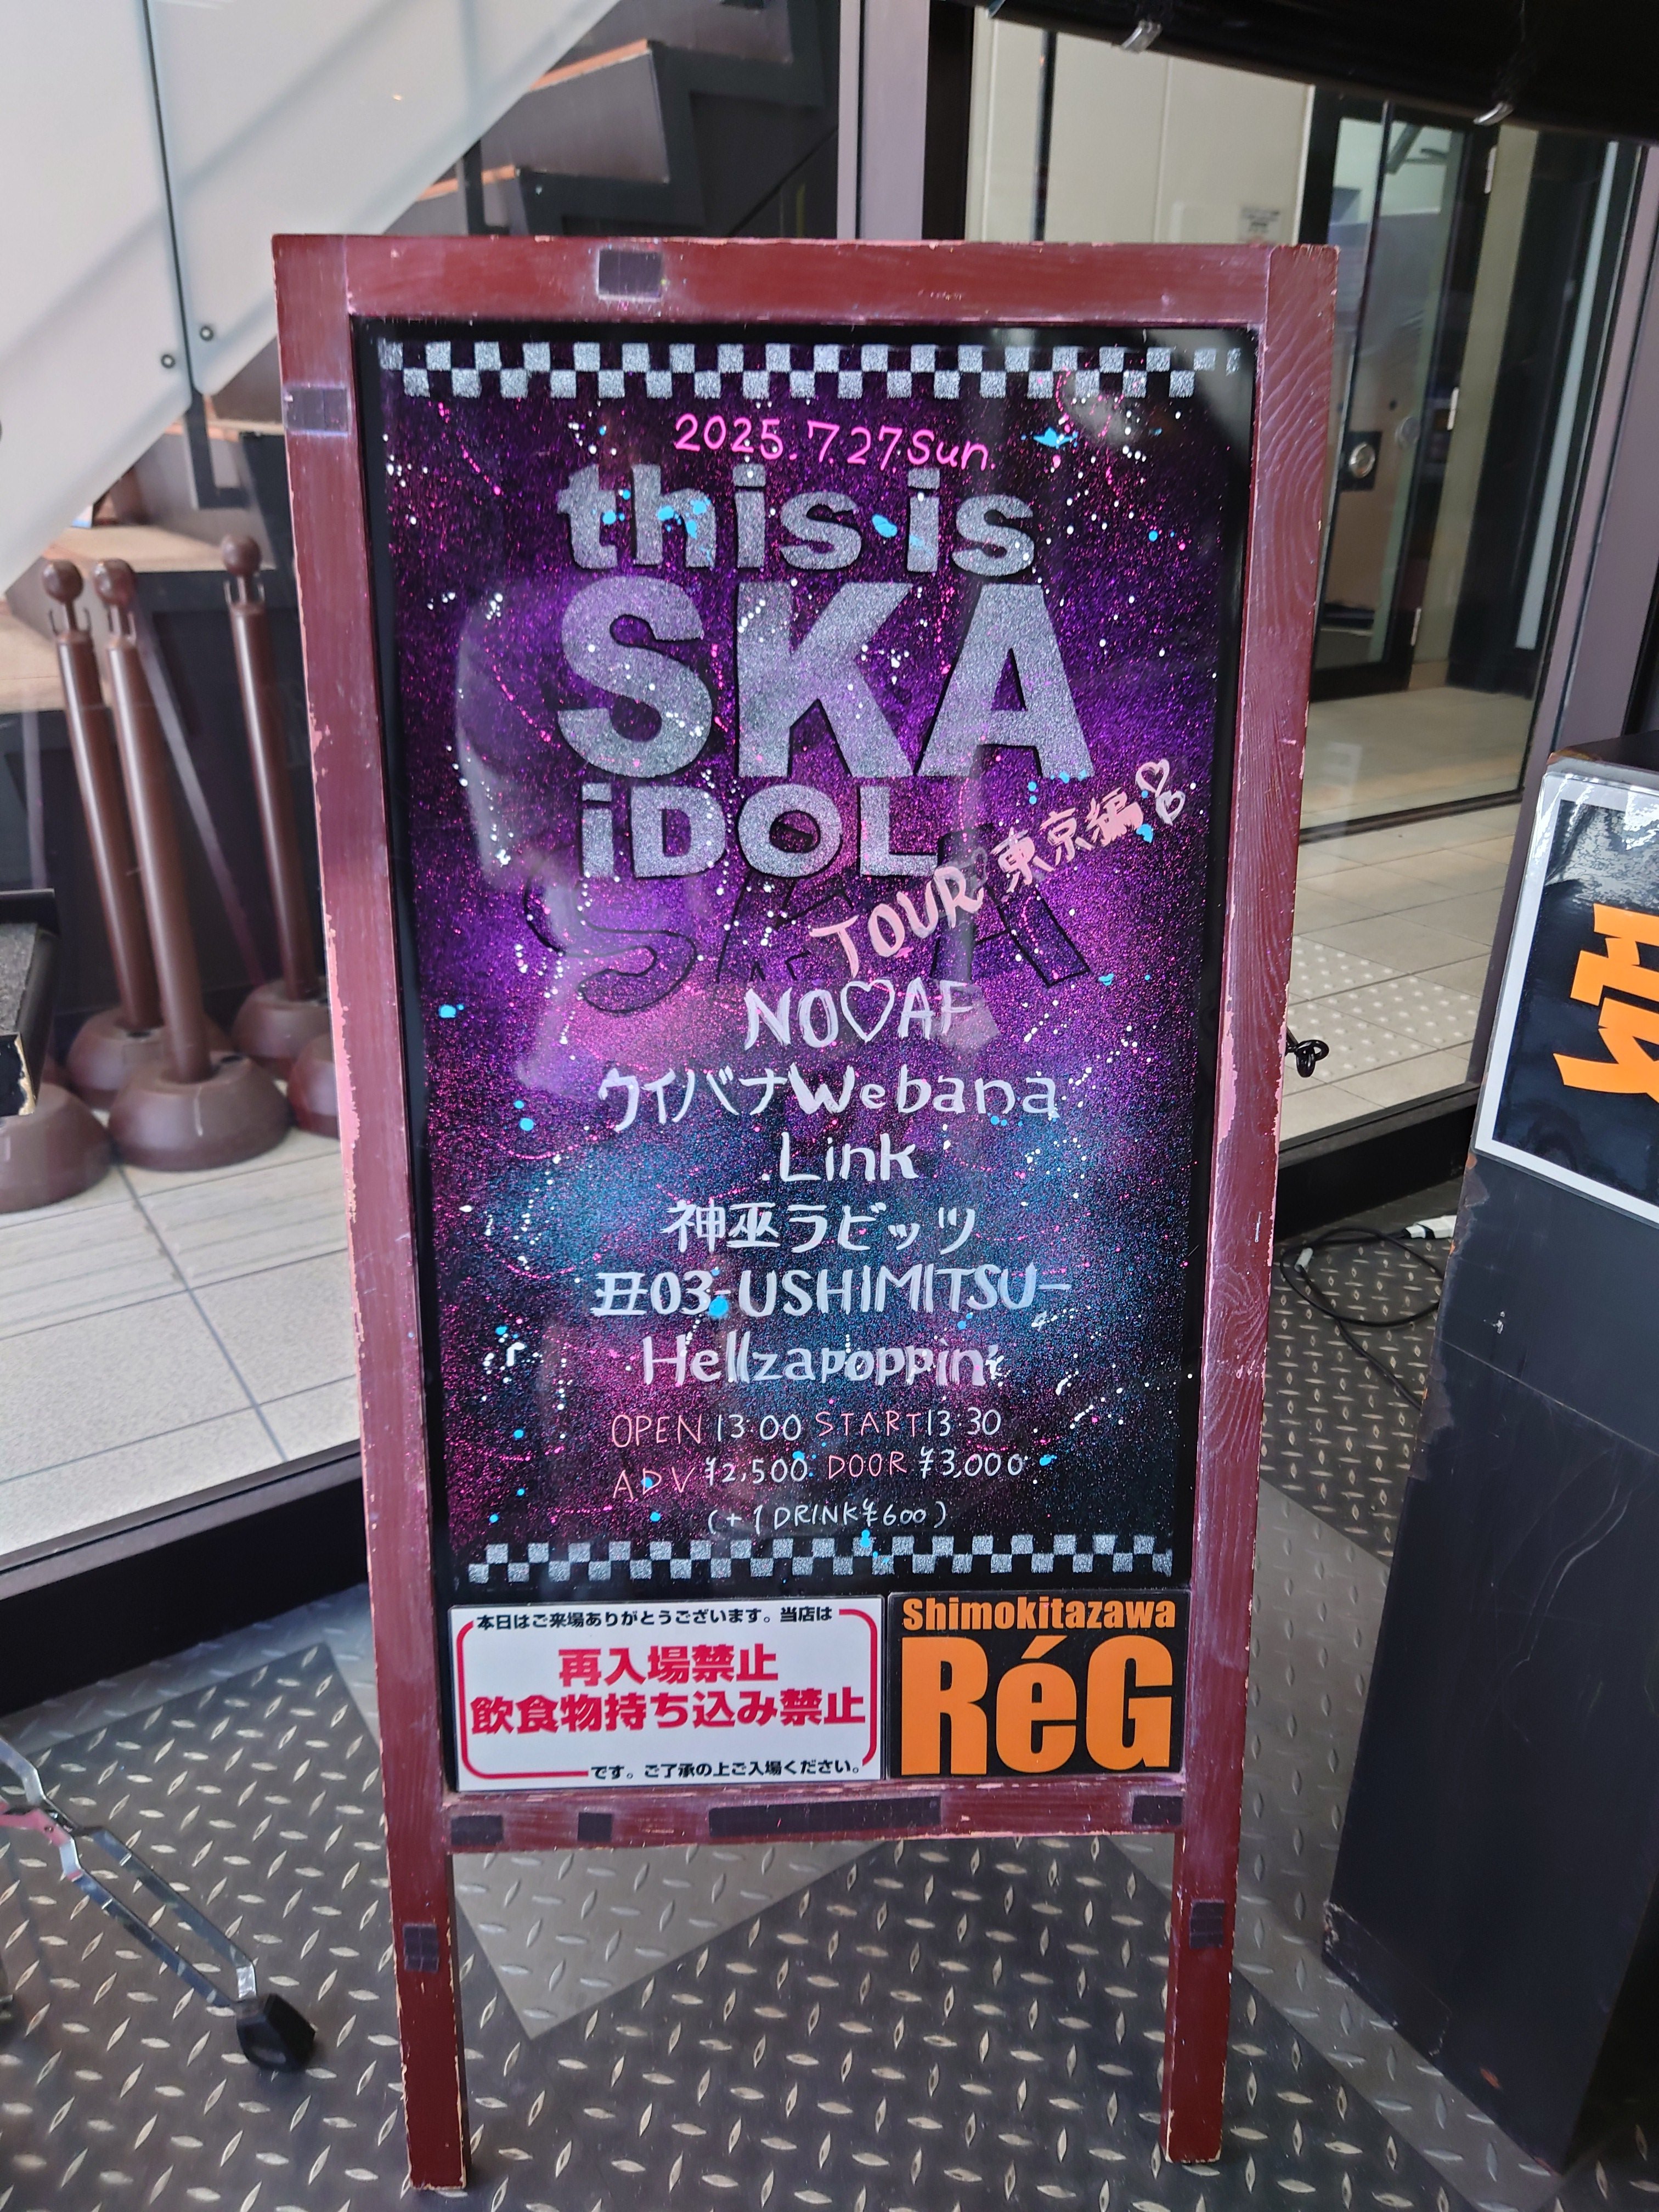 2025.7.27Sun.
this is
SKA
iDOL
TOUR♡東京編♡♡
NO♡AF
ウイバナWebana
Link
神巫ラビッツ
丑03-USHIMITSU-
Hellzapoppin'
OPEN 13:00 START 13:30
ADV ¥2,500 DOOR ¥3,000
(+1DRINK¥600)
本日はご来場ありがとうございます。当店は
再入場禁止
飲食物持ち込み禁止
です。ご了承の上ご入場ください。
Shimokitazawa
RéG